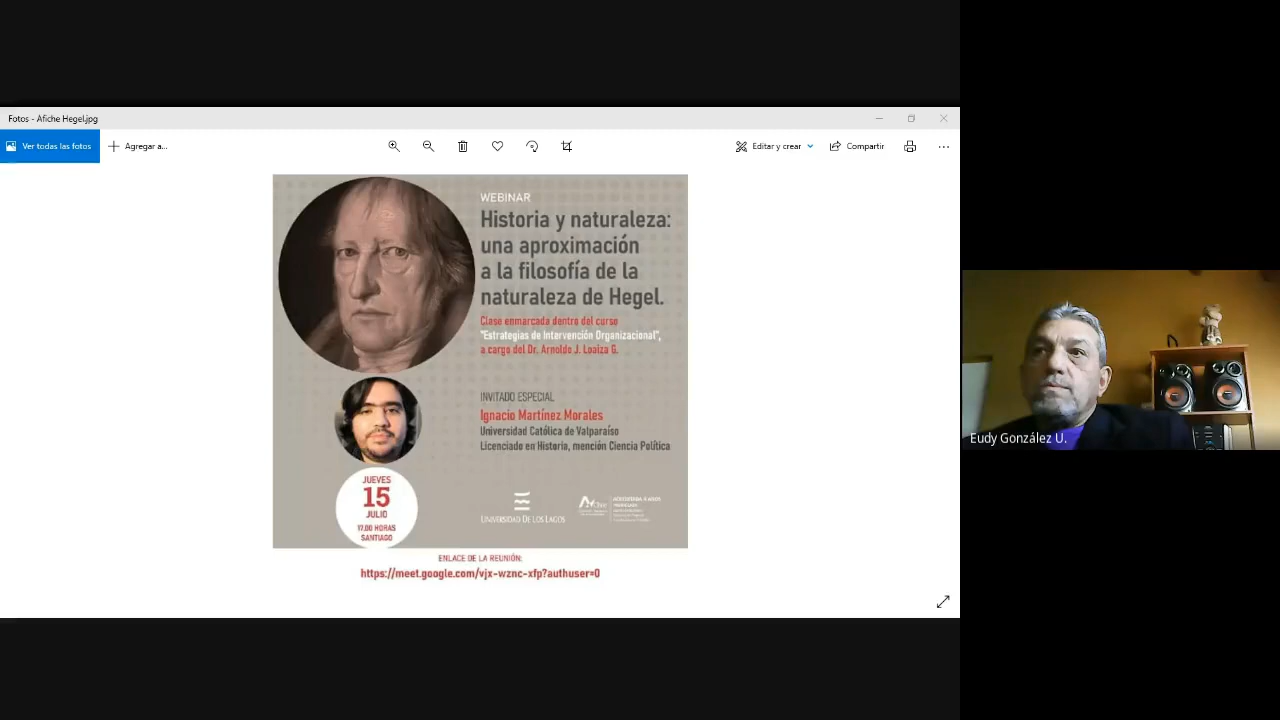 Fotos - Afiche Hegel.jpg
Ver todas las fotos
Agregar a...
Editar y crear
Compartir
WEBINAR
Historia y naturaleza:
una aproximación
a la filosofía de la
naturaleza de Hegel.
Clase enmarcada dentro del curso
"Estrategias de Intervención Organizacional",
a cargo del Dr. Arnoldo J. Loaiza G.
INVITADO ESPECIAL
Ignacio Martínez Morales
Universidad Católica de Valparaíso
Licenciado en Historia, mención Ciencia Política
JUEVES
15
JULIO
17.00 HORAS
SANTIAGO
UNIVERSIDAD DE LOS LAGOS
ENLACE DE LA REUNIÓN:
https://meet.google.com/vjx-wznc-xfp?authuser=0
Eudy González U.